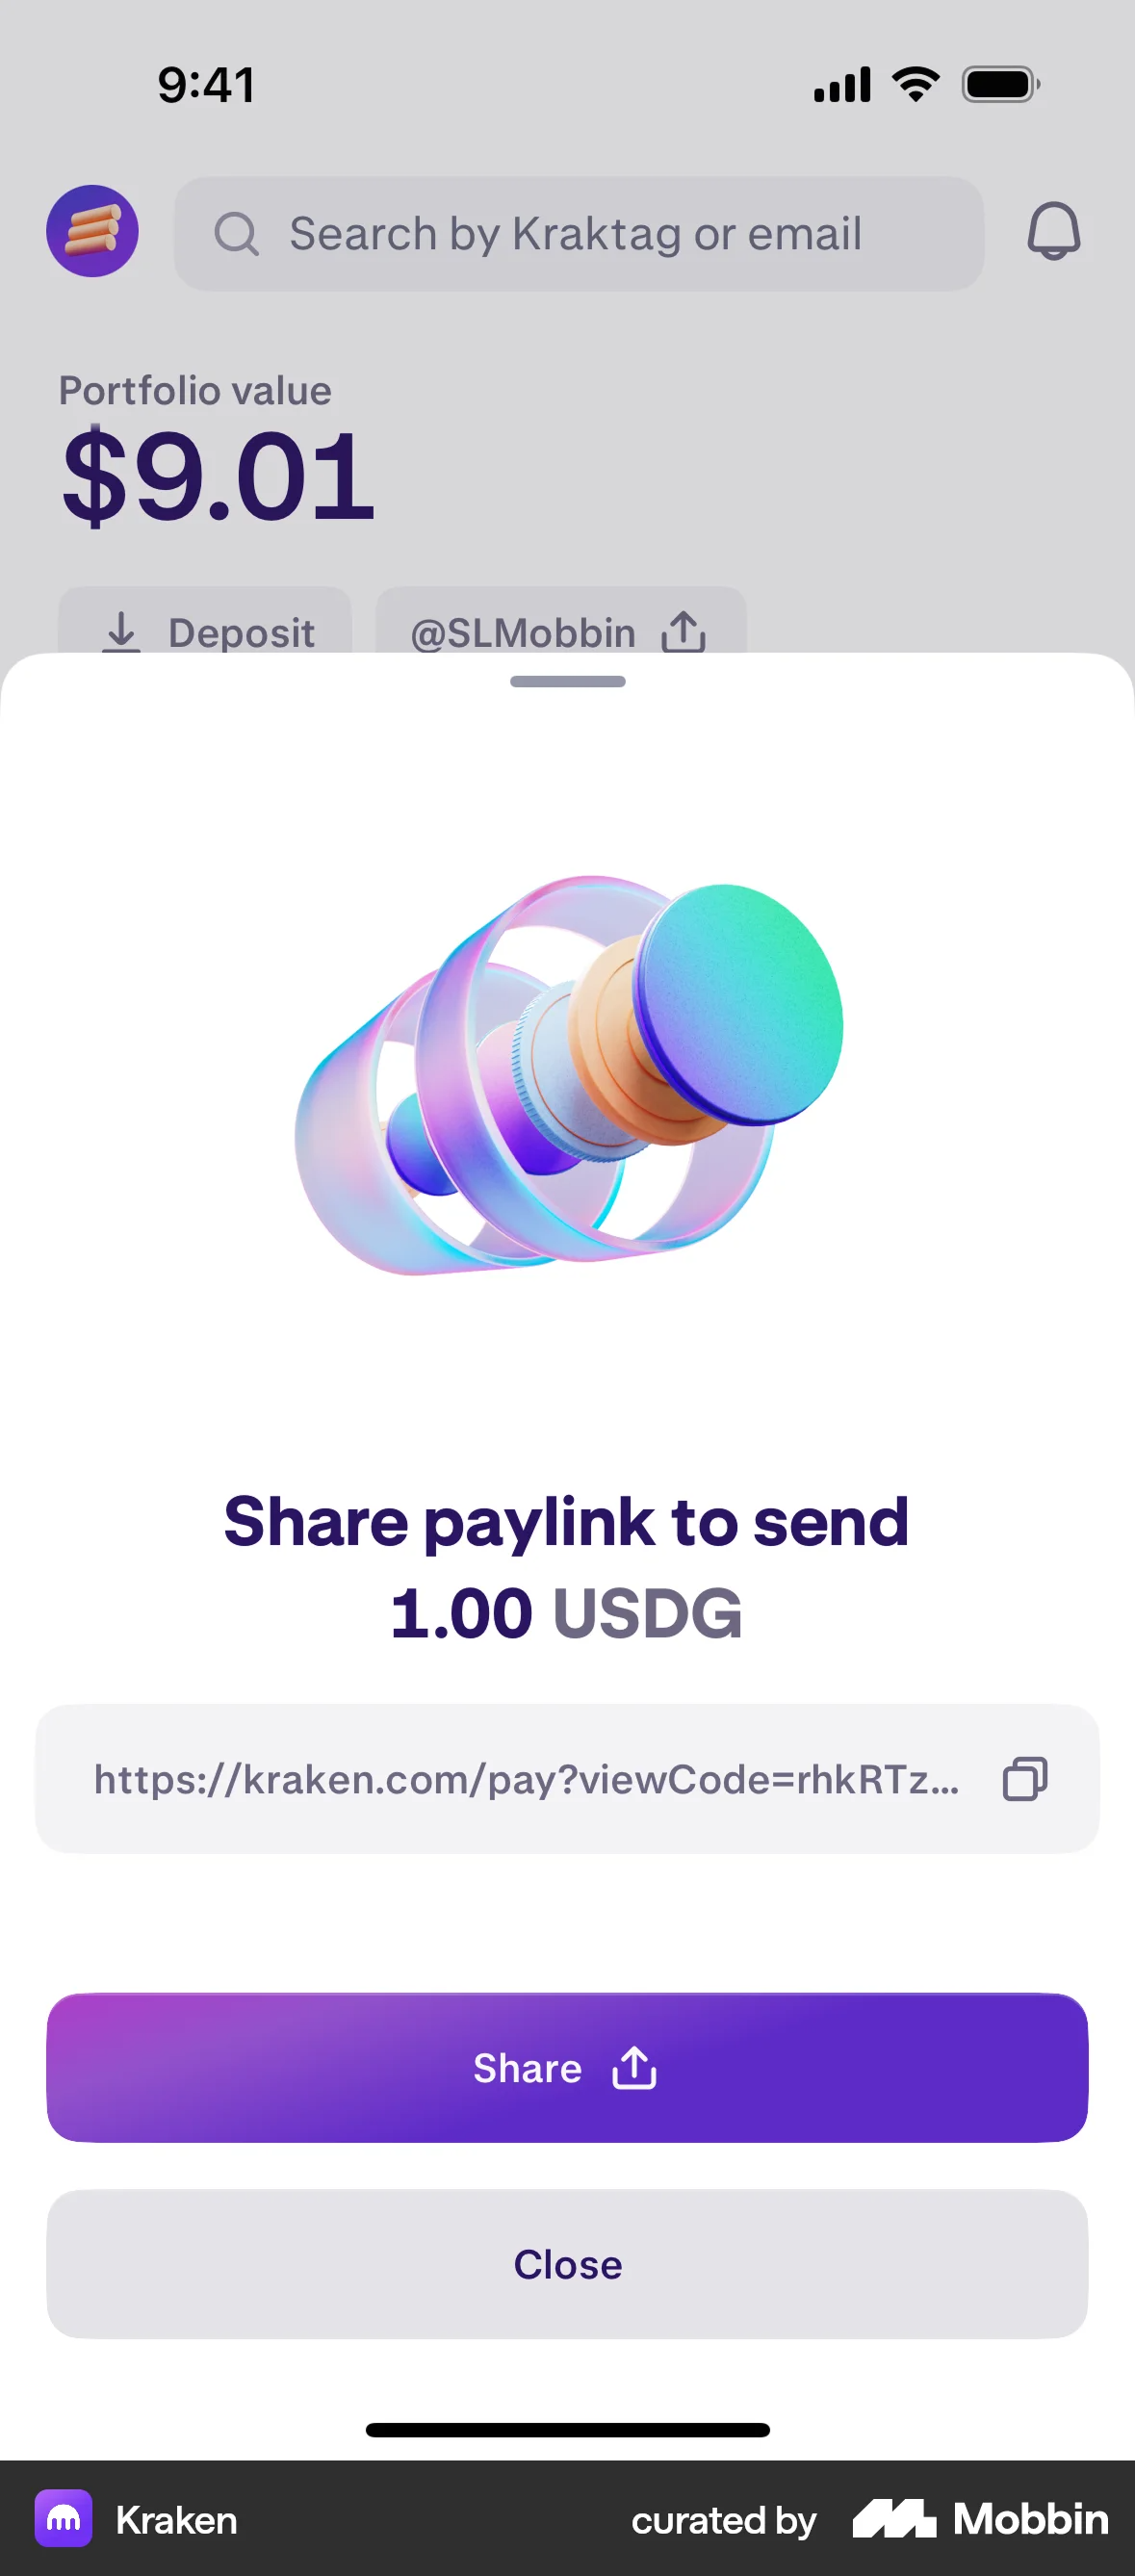 9:41
Search by Kraktag or email
Portfolio value
$9.01
Deposit
@SLMobbin
Share paylink to send
1.00 USDG
https://kraken.com/pay?viewCode=rhkRTz...
Share
Close
Kraken
curated by Mobbin